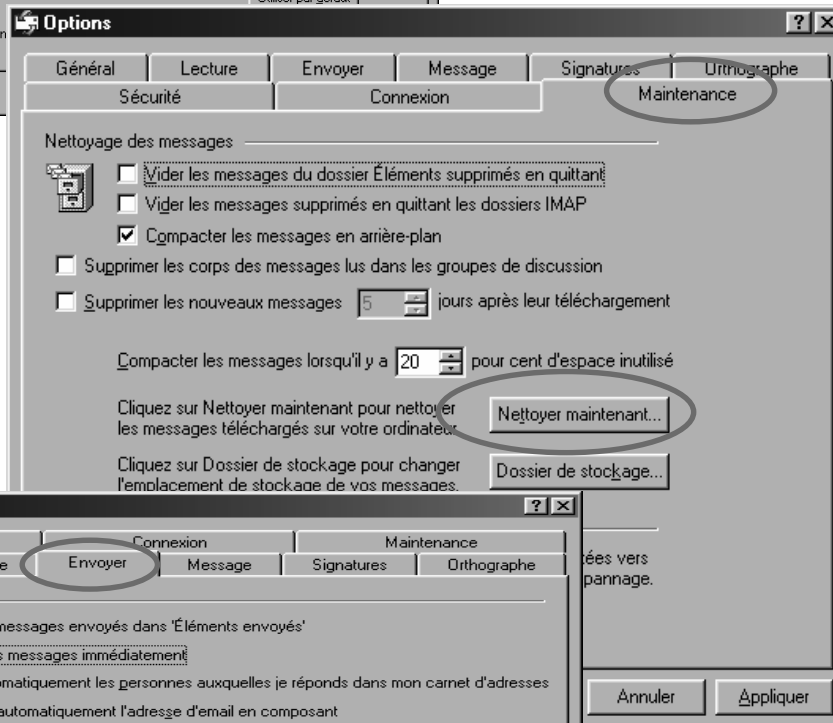 Options
Général Lecture Envoyer Message Signatures Orthographe
Sécurité Connexion Maintenance
Nettoyage des messages
Vider les messages du dossier Éléments supprimés en quittant
Vider les messages supprimés en quittant les dossiers IMAP
Compacter les messages en arrière-plan
Supprimer les corps des messages lus dans les groupes de discussion
Supprimer les nouveaux messages 5 jours après leur téléchargement
Compacter les messages lorsqu'il y a 20 pour cent d'espace inutilisé
Cliquez sur Nettoyer maintenant pour nettoyer
les messages téléchargés sur votre ordinateur.
Nettoyer maintenant...
Cliquez sur Dossier de stockage pour changer
l'emplacement de stockage de vos messages.
Dossier de stockage...
vers
Connexion Maintenance
Envoyer Message Signatures Orthographe
messages envoyés dans 'Éléments envoyés'
messages immédiatement
les personnes auxquelles je réponds dans mon carnet d'adresses
automatiquement l'adresse d'email en composant
Annuler Appliquer